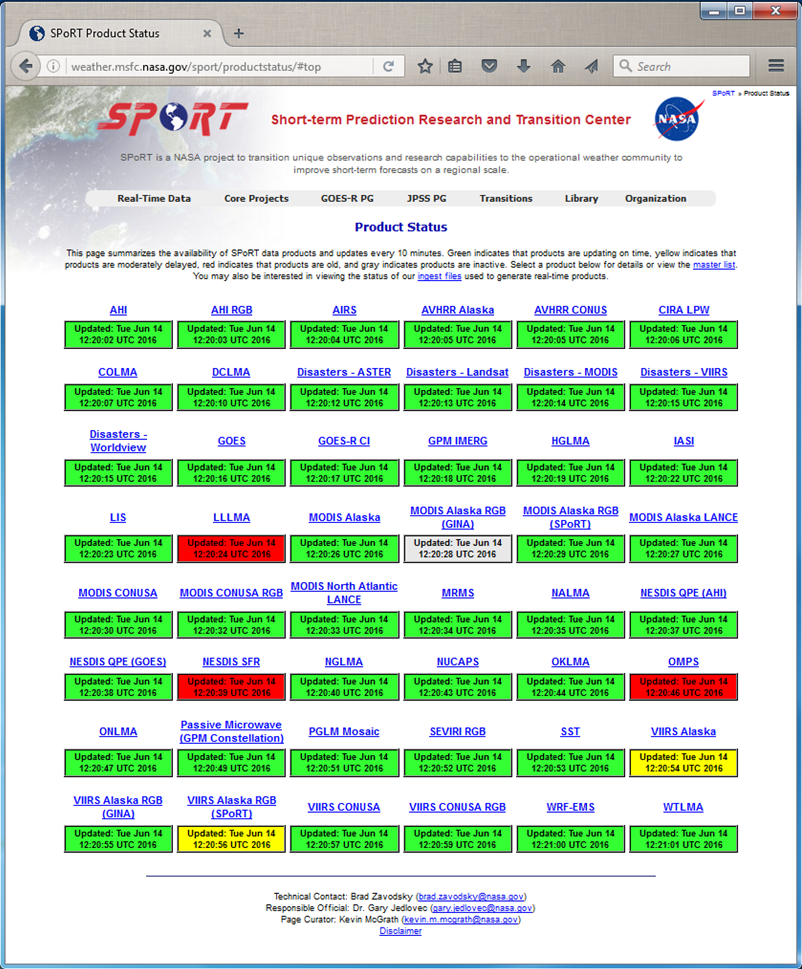 SPoRT Product Status
weather.msfc.nasa.gov/sport/productstatus/#top
Search
SPoRT » Product Status
SPoRT
Short-term Prediction Research and Transition Center
NASA
SPoRT is a NASA project to transition unique observations and research capabilities to the operational weather community to
improve short-term forecasts on a regional scale.
Real-Time Data Core Projects GOES-R PG JPSS PG Transitions Library Organization
Product Status
This page summarizes the availability of SPoRT data products and updates every 10 minutes. Green indicates that products are updating on time, yellow indicates that
products are moderately delayed, red indicates that products are old, and gray indicates products are inactive. Select a product below for details or view the master list.
You may also be interested in viewing the status of our ingest files used to generate real-time products.
AHI AHI RGB AIRS AVHRR Alaska AVHRR CONUS CIRA LPW
Updated: Tue Jun 14 Updated: Tue Jun 14 Updated: Tue Jun 14 Updated: Tue Jun 14 Updated: Tue Jun 14 Updated: Tue Jun 14
12:20:02 UTC 2016 12:20:03 UTC 2016 12:20:04 UTC 2016 12:20:05 UTC 2016 12:20:05 UTC 2016 12:20:06 UTC 2016
COLMA DCLMA Disasters - ASTER Disasters - Landsat Disasters - MODIS Disasters - VIIRS
Updated: Tue Jun 14 Updated: Tue Jun 14 Updated: Tue Jun 14 Updated: Tue Jun 14 Updated: Tue Jun 14 Updated: Tue Jun 14
12:20:07 UTC 2016 12:20:10 UTC 2016 12:20:12 UTC 2016 12:20:13 UTC 2016 12:20:14 UTC 2016 12:20:15 UTC 2016
Disasters -
Worldview GOES GOES-R CI GPM IMERG HGLMA IASI
Updated: Tue Jun 14 Updated: Tue Jun 14 Updated: Tue Jun 14 Updated: Tue Jun 14 Updated: Tue Jun 14 Updated: Tue Jun 14
12:20:15 UTC 2016 12:20:16 UTC 2016 12:20:17 UTC 2016 12:20:18 UTC 2016 12:20:19 UTC 2016 12:20:22 UTC 2016
LIS LLLMA MODIS Alaska MODIS Alaska RGB MODIS Alaska RGB MODIS Alaska LANCE
(GINA) (SPoRT)
Updated: Tue Jun 14 Updated: Tue Jun 14 Updated: Tue Jun 14 Updated: Tue Jun 14 Updated: Tue Jun 14 Updated: Tue Jun 14
12:20:23 UTC 2016 12:20:24 UTC 2016 12:20:26 UTC 2016 12:20:28 UTC 2016 12:20:29 UTC 2016 12:20:27 UTC 2016
MODIS CONUSA MODIS CONUSA RGB MODIS North Atlantic MRMS NALMA NESDIS QPE (AHI)
LANCE
Updated: Tue Jun 14 Updated: Tue Jun 14 Updated: Tue Jun 14 Updated: Tue Jun 14 Updated: Tue Jun 14 Updated: Tue Jun 14
12:20:30 UTC 2016 12:20:32 UTC 2016 12:20:33 UTC 2016 12:20:34 UTC 2016 12:20:35 UTC 2016 12:20:37 UTC 2016
NESDIS QPE (GOES) NESDIS SFR NGLMA NUCAPS OKLMA OMPS
Updated: Tue Jun 14 Updated: Tue Jun 14 Updated: Tue Jun 14 Updated: Tue Jun 14 Updated: Tue Jun 14 Updated: Tue Jun 14
12:20:38 UTC 2016 12:20:39 UTC 2016 12:20:40 UTC 2016 12:20:43 UTC 2016 12:20:44 UTC 2016 12:20:46 UTC 2016
ONLMA Passive Microwave PGLM Mosaic SEVIRI RGB SST VIIRS Alaska
(GPM Constellation)
Updated: Tue Jun 14 Updated: Tue Jun 14 Updated: Tue Jun 14 Updated: Tue Jun 14 Updated: Tue Jun 14 Updated: Tue Jun 14
12:20:47 UTC 2016 12:20:49 UTC 2016 12:20:51 UTC 2016 12:20:52 UTC 2016 12:20:53 UTC 2016 12:20:54 UTC 2016
VIIRS Alaska RGB VIIRS Alaska RGB VIIRS CONUSA VIIRS CONUSA RGB WRF-EMS WTLMA
(GINA) (SPoRT)
Updated: Tue Jun 14 Updated: Tue Jun 14 Updated: Tue Jun 14 Updated: Tue Jun 14 Updated: Tue Jun 14 Updated: Tue Jun 14
12:20:55 UTC 2016 12:20:56 UTC 2016 12:20:57 UTC 2016 12:20:59 UTC 2016 12:21:00 UTC 2016 12:21:01 UTC 2016
Technical Contact: Brad Zavodsky (brad.zavodsky@nasa.gov)
Responsible Official: Dr. Gary Jedlovec (gary.jedlovec@nasa.gov)
Page Curator: Kevin McGrath (kevin.m.mcgrath@nasa.gov)
Disclaimer